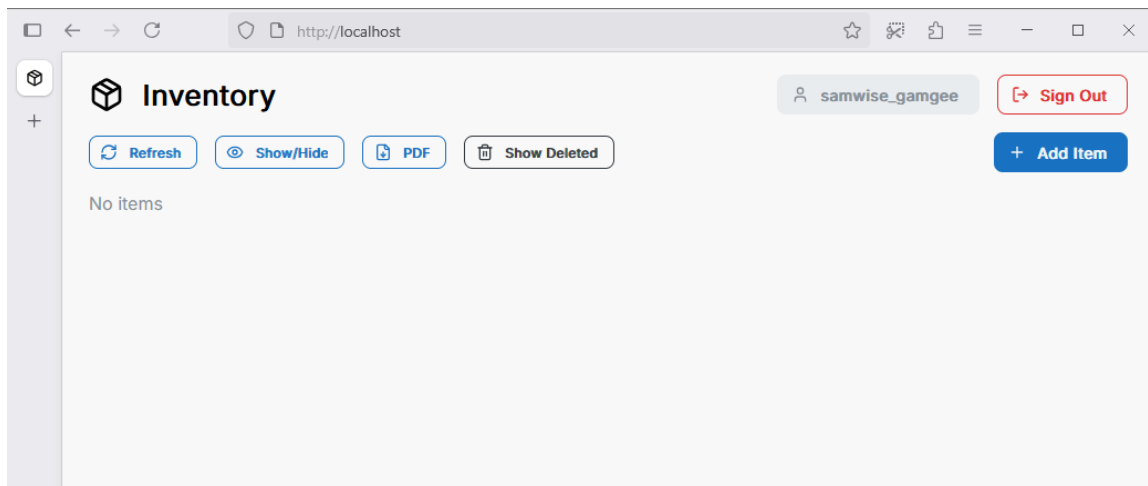 http://localhost
Inventory
samwise_gamgee
Sign Out
Refresh
Show/Hide
PDF
Show Deleted
+ Add Item
No items